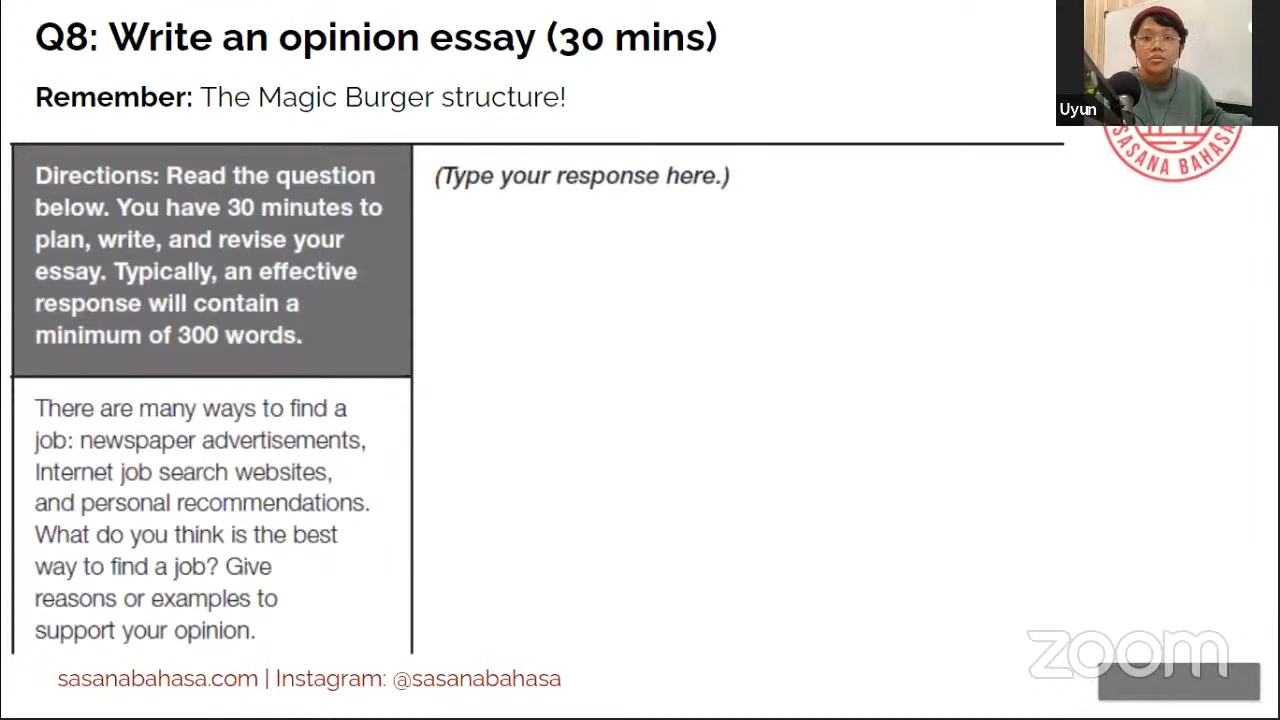 Q8: Write an opinion essay (30 mins)
Remember: The Magic Burger structure!
Uyun
SASANA BAHASA
Directions: Read the question
below. You have 30 minutes to
plan, write, and revise your
essay. Typically, an effective
response will contain a
minimum of 300 words.
(Type your response here.)
There are many ways to find a
job: newspaper advertisements,
Internet job search websites,
and personal recommendations.
What do you think is the best
way to find a job? Give
reasons or examples to
support your opinion.
zoom
sasanabahasa.com | Instagram: @sasanabahasa